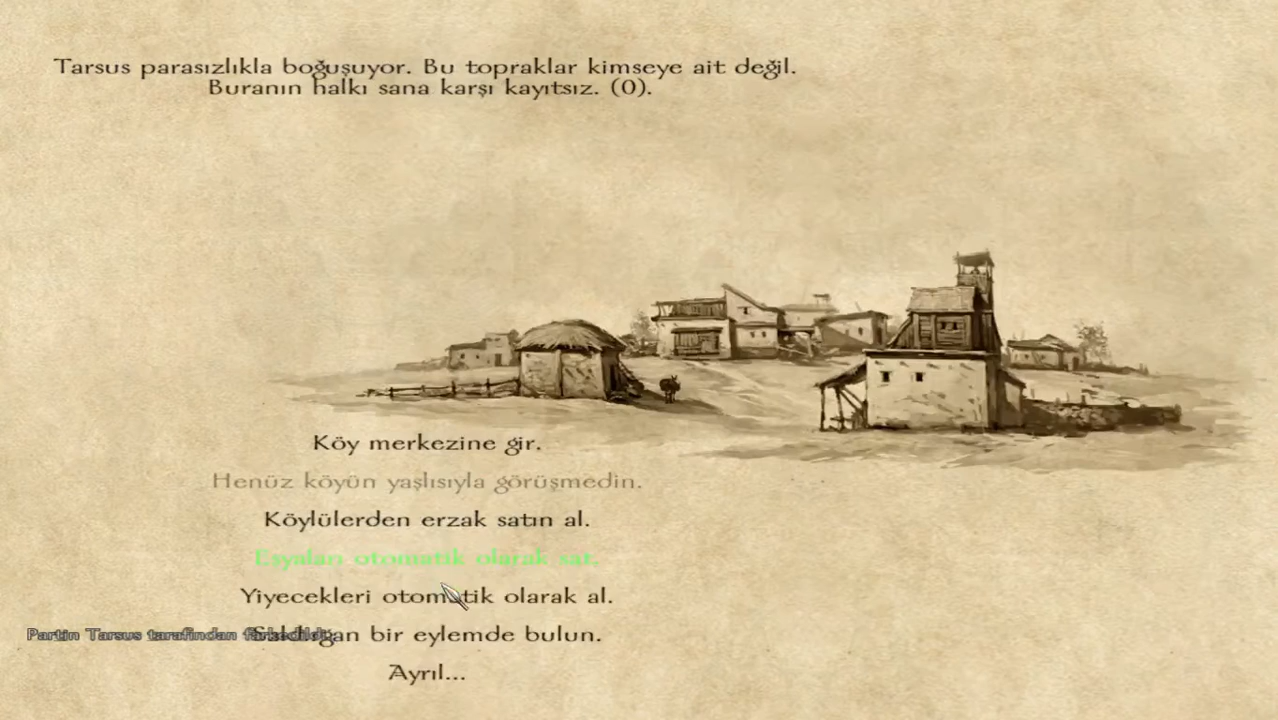 Tarsus parasızlıkla boğuşuyor. Bu topraklar kimseye ait değil.
Buranın halkı sana karşı kayıtsız. (0).
Köy merkezine gir.
Henüz köyün yaşlısıyla görüşmedin.
Köylülerden erzak satın al.
Eşyaları otomatik olarak sat.
Yiyecekleri otomatik olarak al.
Partin Tarsus tarafından
Saldırgan bir eylemde bulun.
Ayrıl...